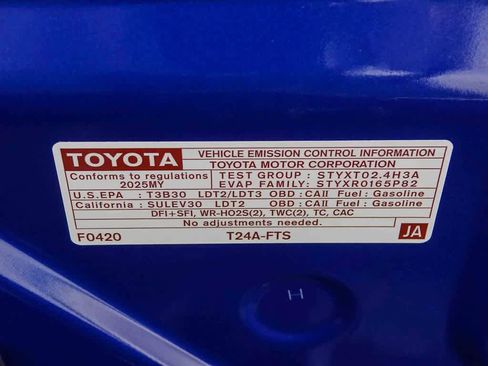 TOYOTA
VEHICLE EMISSION CONTROL INFORMATION
TOYOTA MOTOR CORPORATION
Conforms to regulations
2025MY
TEST GROUP : STYXT02.4H3A
EVAP FAMILY: STYXR0165P82
U.S.EPA : T3B30 LDT2/LDT3 OBD : CAII Fuel : Gasoline
California : SULEV30 LDT2 OBD : CAII Fuel : Gasoline
DFI+SFI, WR-HO2S(2), TWC(2), TC, CAC
No adjustments needed.
F0420 T24A-FTS JA
H